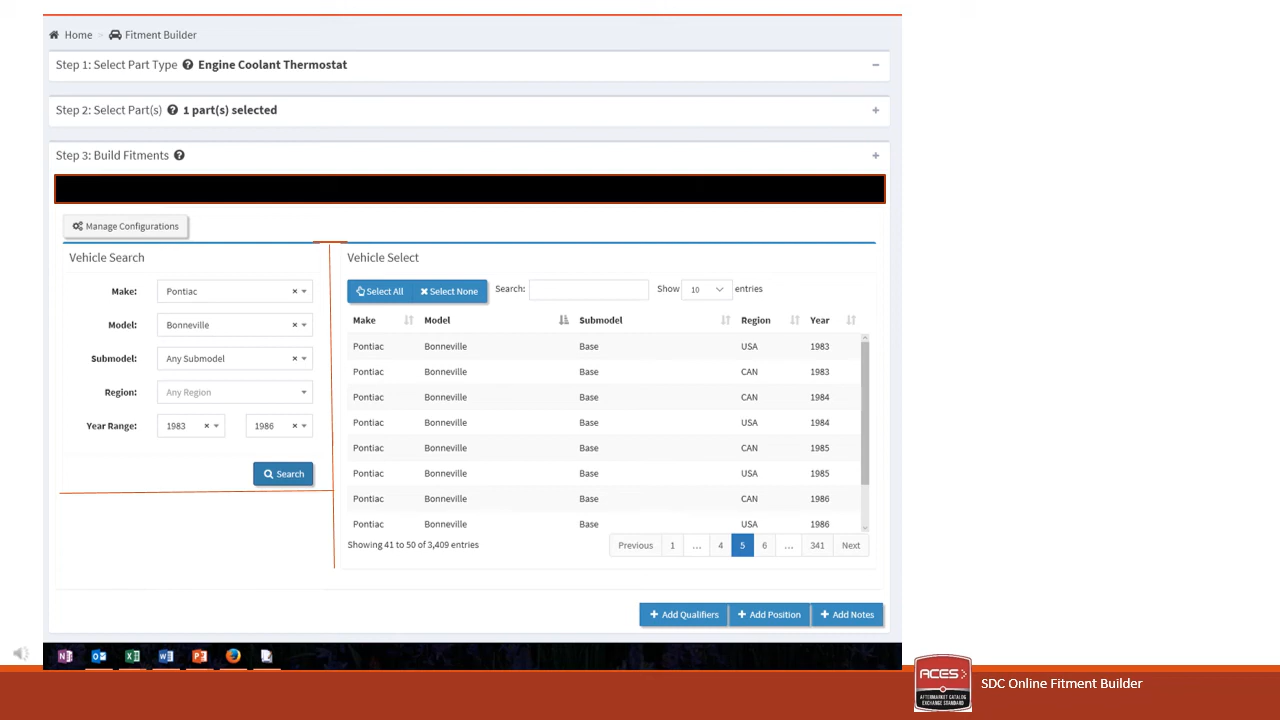 Home > Fitment Builder
Step 1: Select Part Type ? Engine Coolant Thermostat −
Step 2: Select Part(s) ? 1 part(s) selected +
Step 3: Build Fitments ? +
Manage Configurations
Vehicle Search
Make: Pontiac ×
Model: Bonneville ×
Submodel: Any Submodel ×
Region: Any Region
Year Range: 1983 × 1986 ×
Search
Vehicle Select
Select All Select None Search: Show 10 entries
Make Model Submodel Region Year
Pontiac Bonneville Base USA 1983
Pontiac Bonneville Base CAN 1983
Pontiac Bonneville Base CAN 1984
Pontiac Bonneville Base USA 1984
Pontiac Bonneville Base CAN 1985
Pontiac Bonneville Base USA 1985
Pontiac Bonneville Base CAN 1986
Pontiac Bonneville Base USA 1986
Showing 41 to 50 of 3,409 entries Previous 1 … 4 5 6 … 341 Next
+ Add Qualifiers + Add Position + Add Notes
ACES
AFTERMARKET CATALOG
EXCHANGE STANDARD
SDC Online Fitment Builder